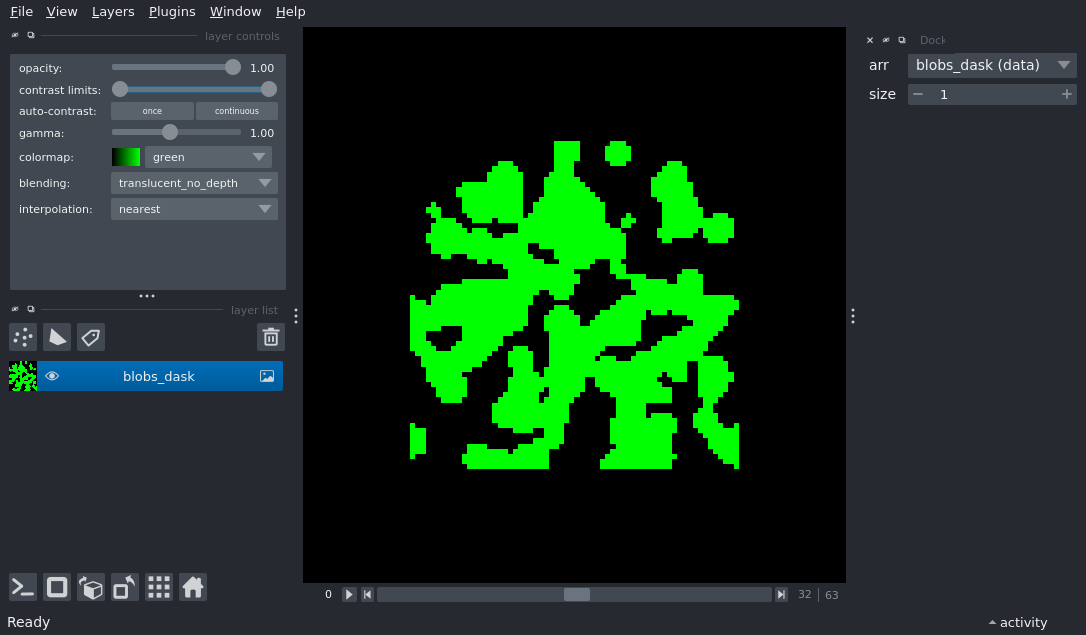 File View Layers Plugins Window Help
layer controls
opacity: 1.00
contrast limits:
auto-contrast: once continuous
gamma: 1.00
colormap: green
blending: translucent_no_depth
interpolation: nearest
layer list
blobs_dask
0 32 63
Dock
arr blobs_dask (data)
size 1
Ready
activity